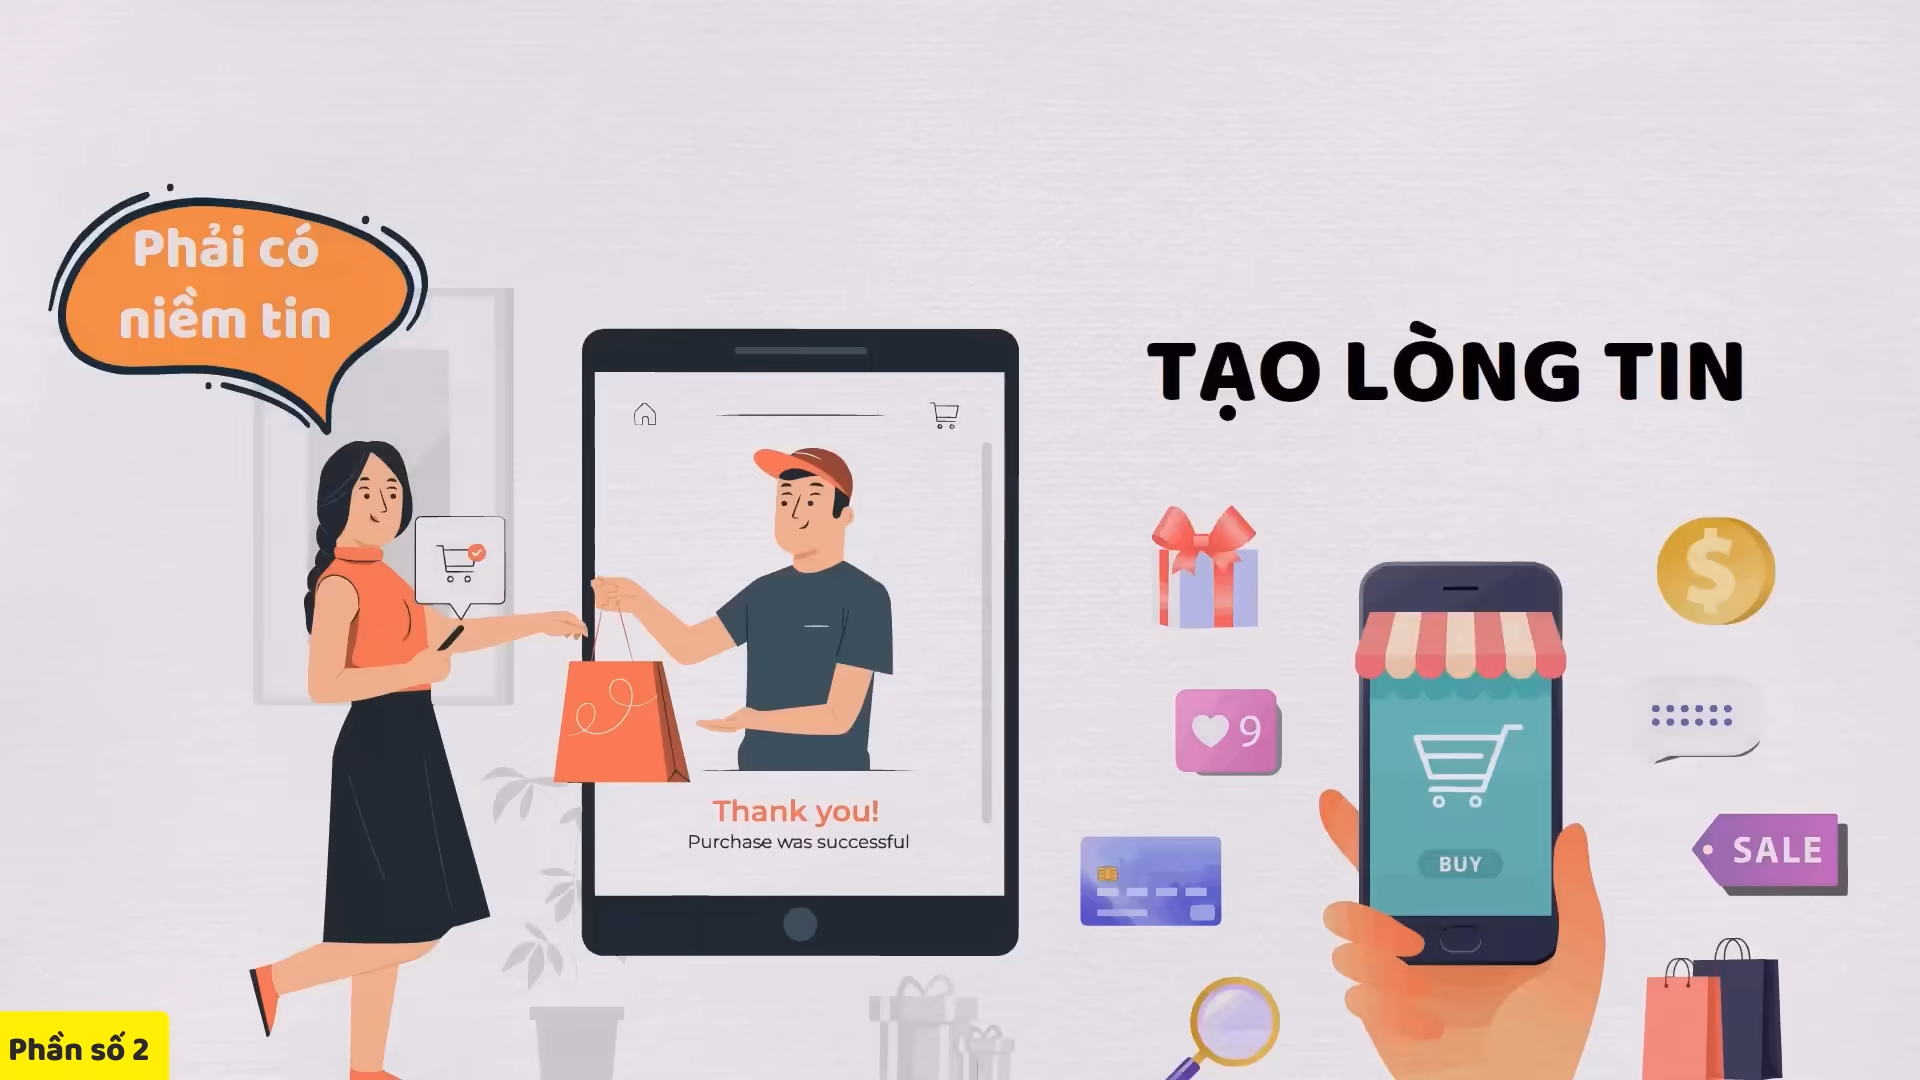 Phải có
niềm tin
TẠO LÒNG TIN
$
9
Thank you!
Purchase was successful
BUY
SALE
Phần số 2